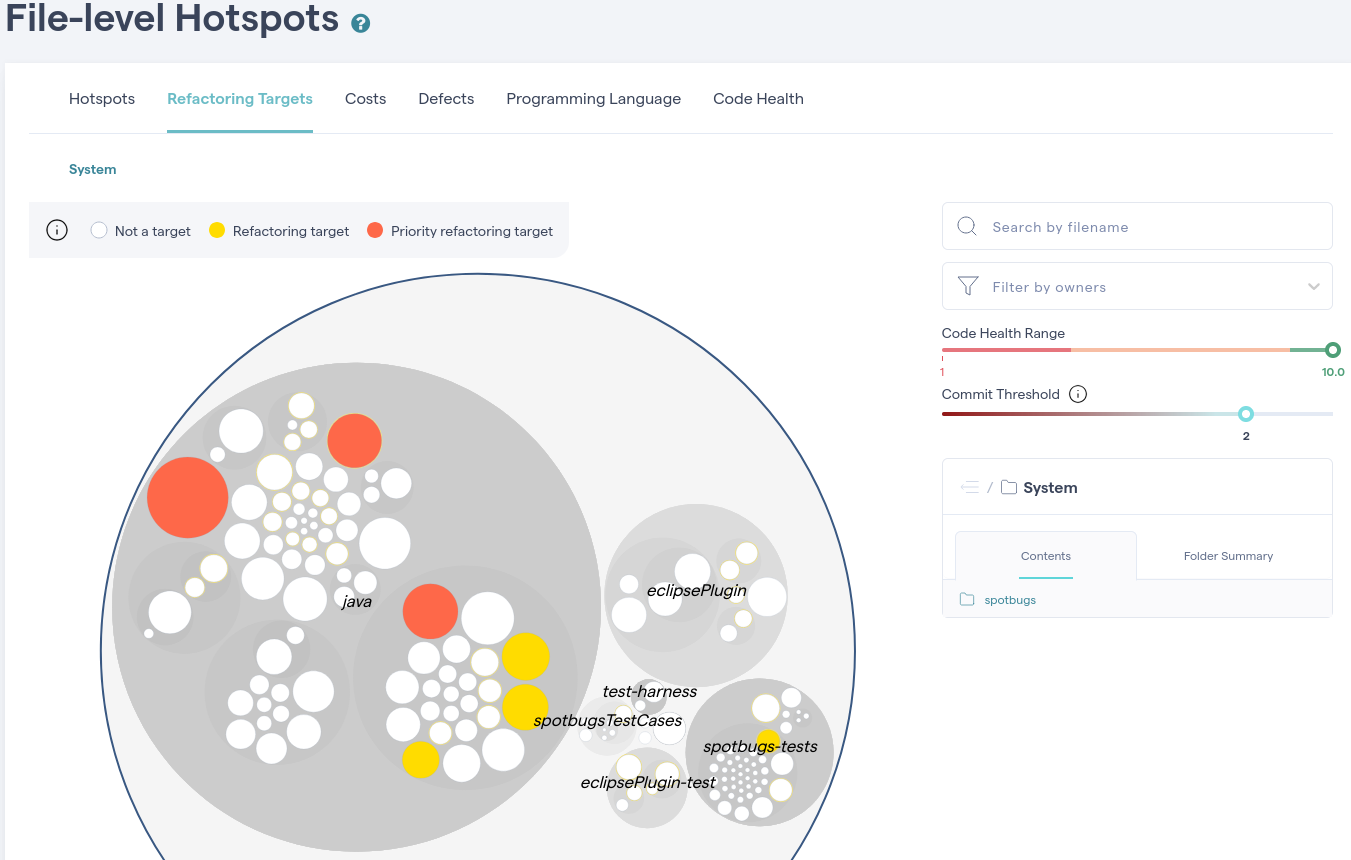 File-level Hotspots ?
Hotspots Refactoring Targets Costs Defects Programming Language Code Health
System
Not a target Refactoring target Priority refactoring target
Search by filename
Filter by owners
Code Health Range
1 10.0
Commit Threshold
2
/ System
Contents Folder Summary
spotbugs
java
eclipsePlugin
test-harness
spotbugsTestCases
spotbugs-tests
eclipsePlugin-test